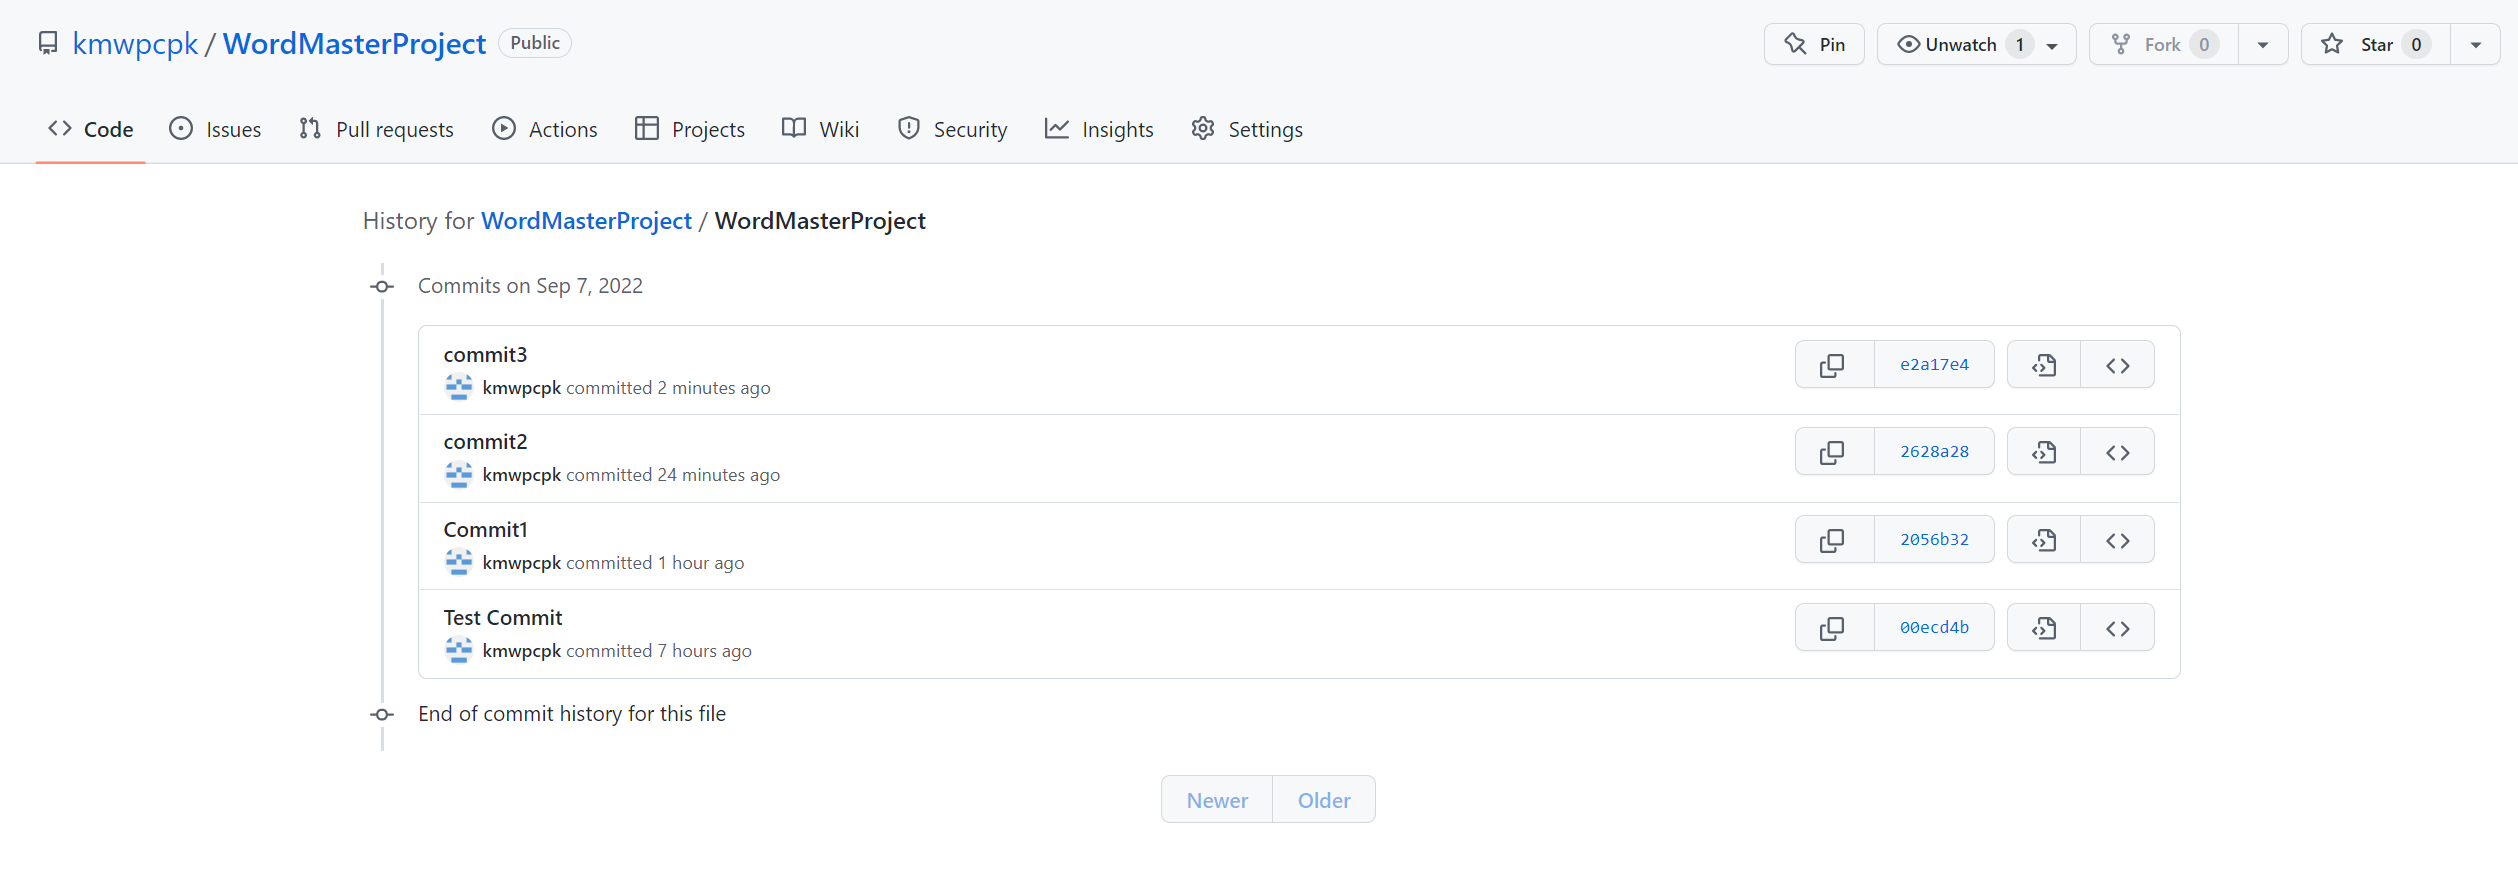 kmwpcpk / WordMasterProject Public Pin Unwatch 1 Fork 0 Star 0
Code Issues Pull requests Actions Projects Wiki Security Insights Settings
History for WordMasterProject / WordMasterProject
Commits on Sep 7, 2022
commit3
kmwpcpk committed 2 minutes ago
e2a17e4
commit2
kmwpcpk committed 24 minutes ago
2628a28
Commit1
kmwpcpk committed 1 hour ago
2056b32
Test Commit
kmwpcpk committed 7 hours ago
00ecd4b
End of commit history for this file
Newer Older